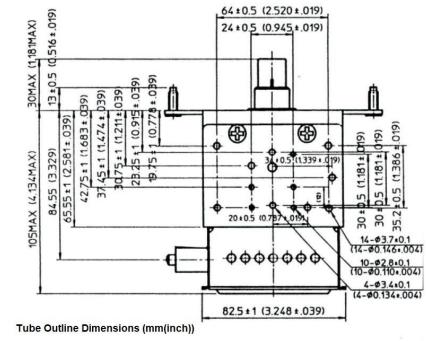 64±0.5 (2.520±.019)
24±0.5 (0.945±.019)
30MAX (1.181MAX)
13±0.5 (0.516±.019)
105MAX (4.134MAX)
84.55 (3.329)
65.55±1 (2.581±.039)
42.75±1 (1.683±.039)
37.45±1 (1.474±.039)
30.75±1 (1.211±.039)
23.25±1 (0.915±.039)
19.75±1 (0.778±.039)
34±0.5 (1.339±.019)
20±0.5 (0.787±.019)
30±0.5 (1.181±.019)
30±0.5 (1.181±.019)
35.2±0.5 (1.386±.019)
14-Ø3.7±0.1
(14-Ø0.146±.004)
10-Ø2.8±0.1
(10-Ø0.110±.004)
4-Ø3.4±0.1
(4-Ø0.134±.004)
82.5±1 (3.248±.039)
Tube Outline Dimensions (mm(inch))